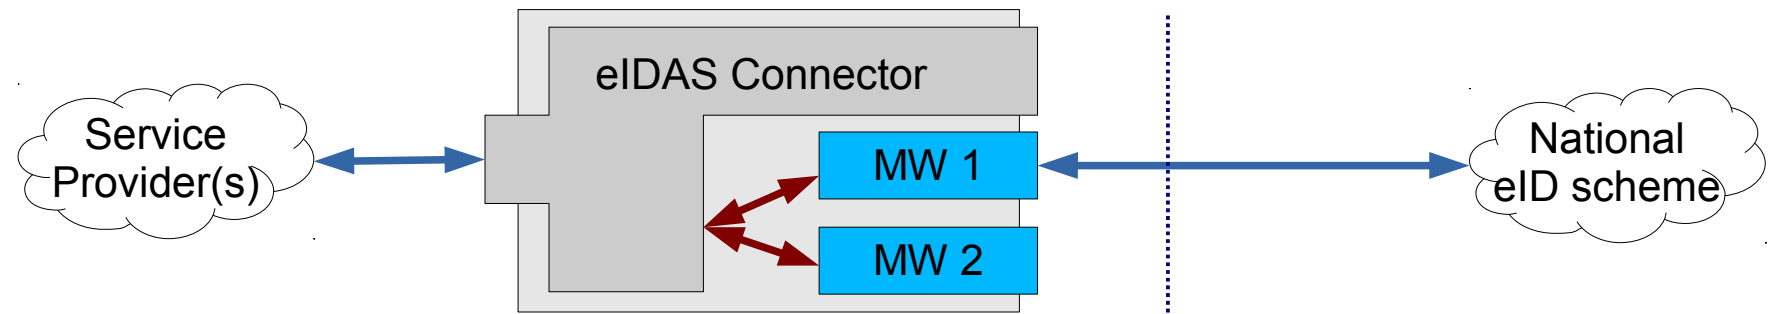 eIDAS Connector
Service
Provider(s)
MW 1
MW 2
National
eID scheme